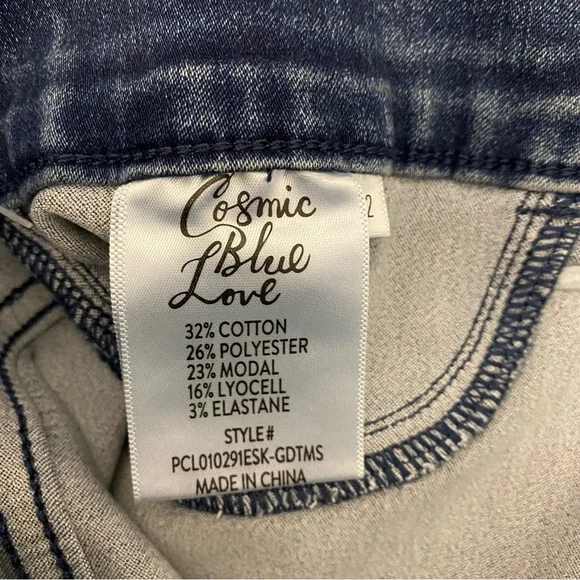 Cosmic
Blue
Love
32% COTTON
26% POLYESTER
23% MODAL
16% LYOCELL
3% ELASTANE
STYLE#
PCL010291ESK-GDTMS
MADE IN CHINA
2